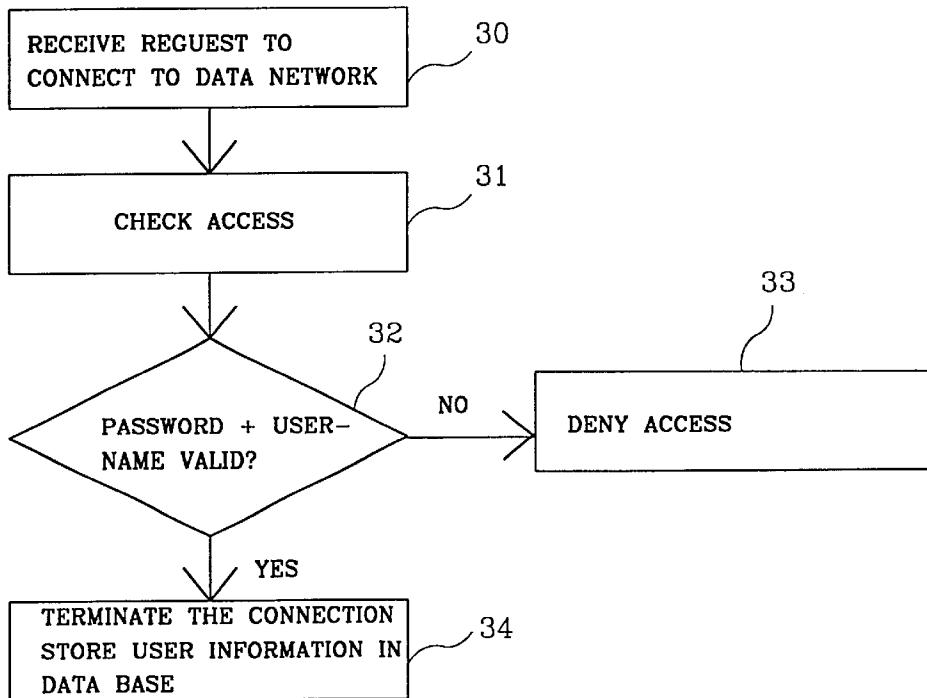 RECEIVE REGUEST TO
CONNECT TO DATA NETWORK
30
CHECK ACCESS
31
PASSWORD + USER-
NAME VALID?
32
NO
33
DENY ACCESS
YES
TERMINATE THE CONNECTION
STORE USER INFORMATION IN
DATA BASE
34